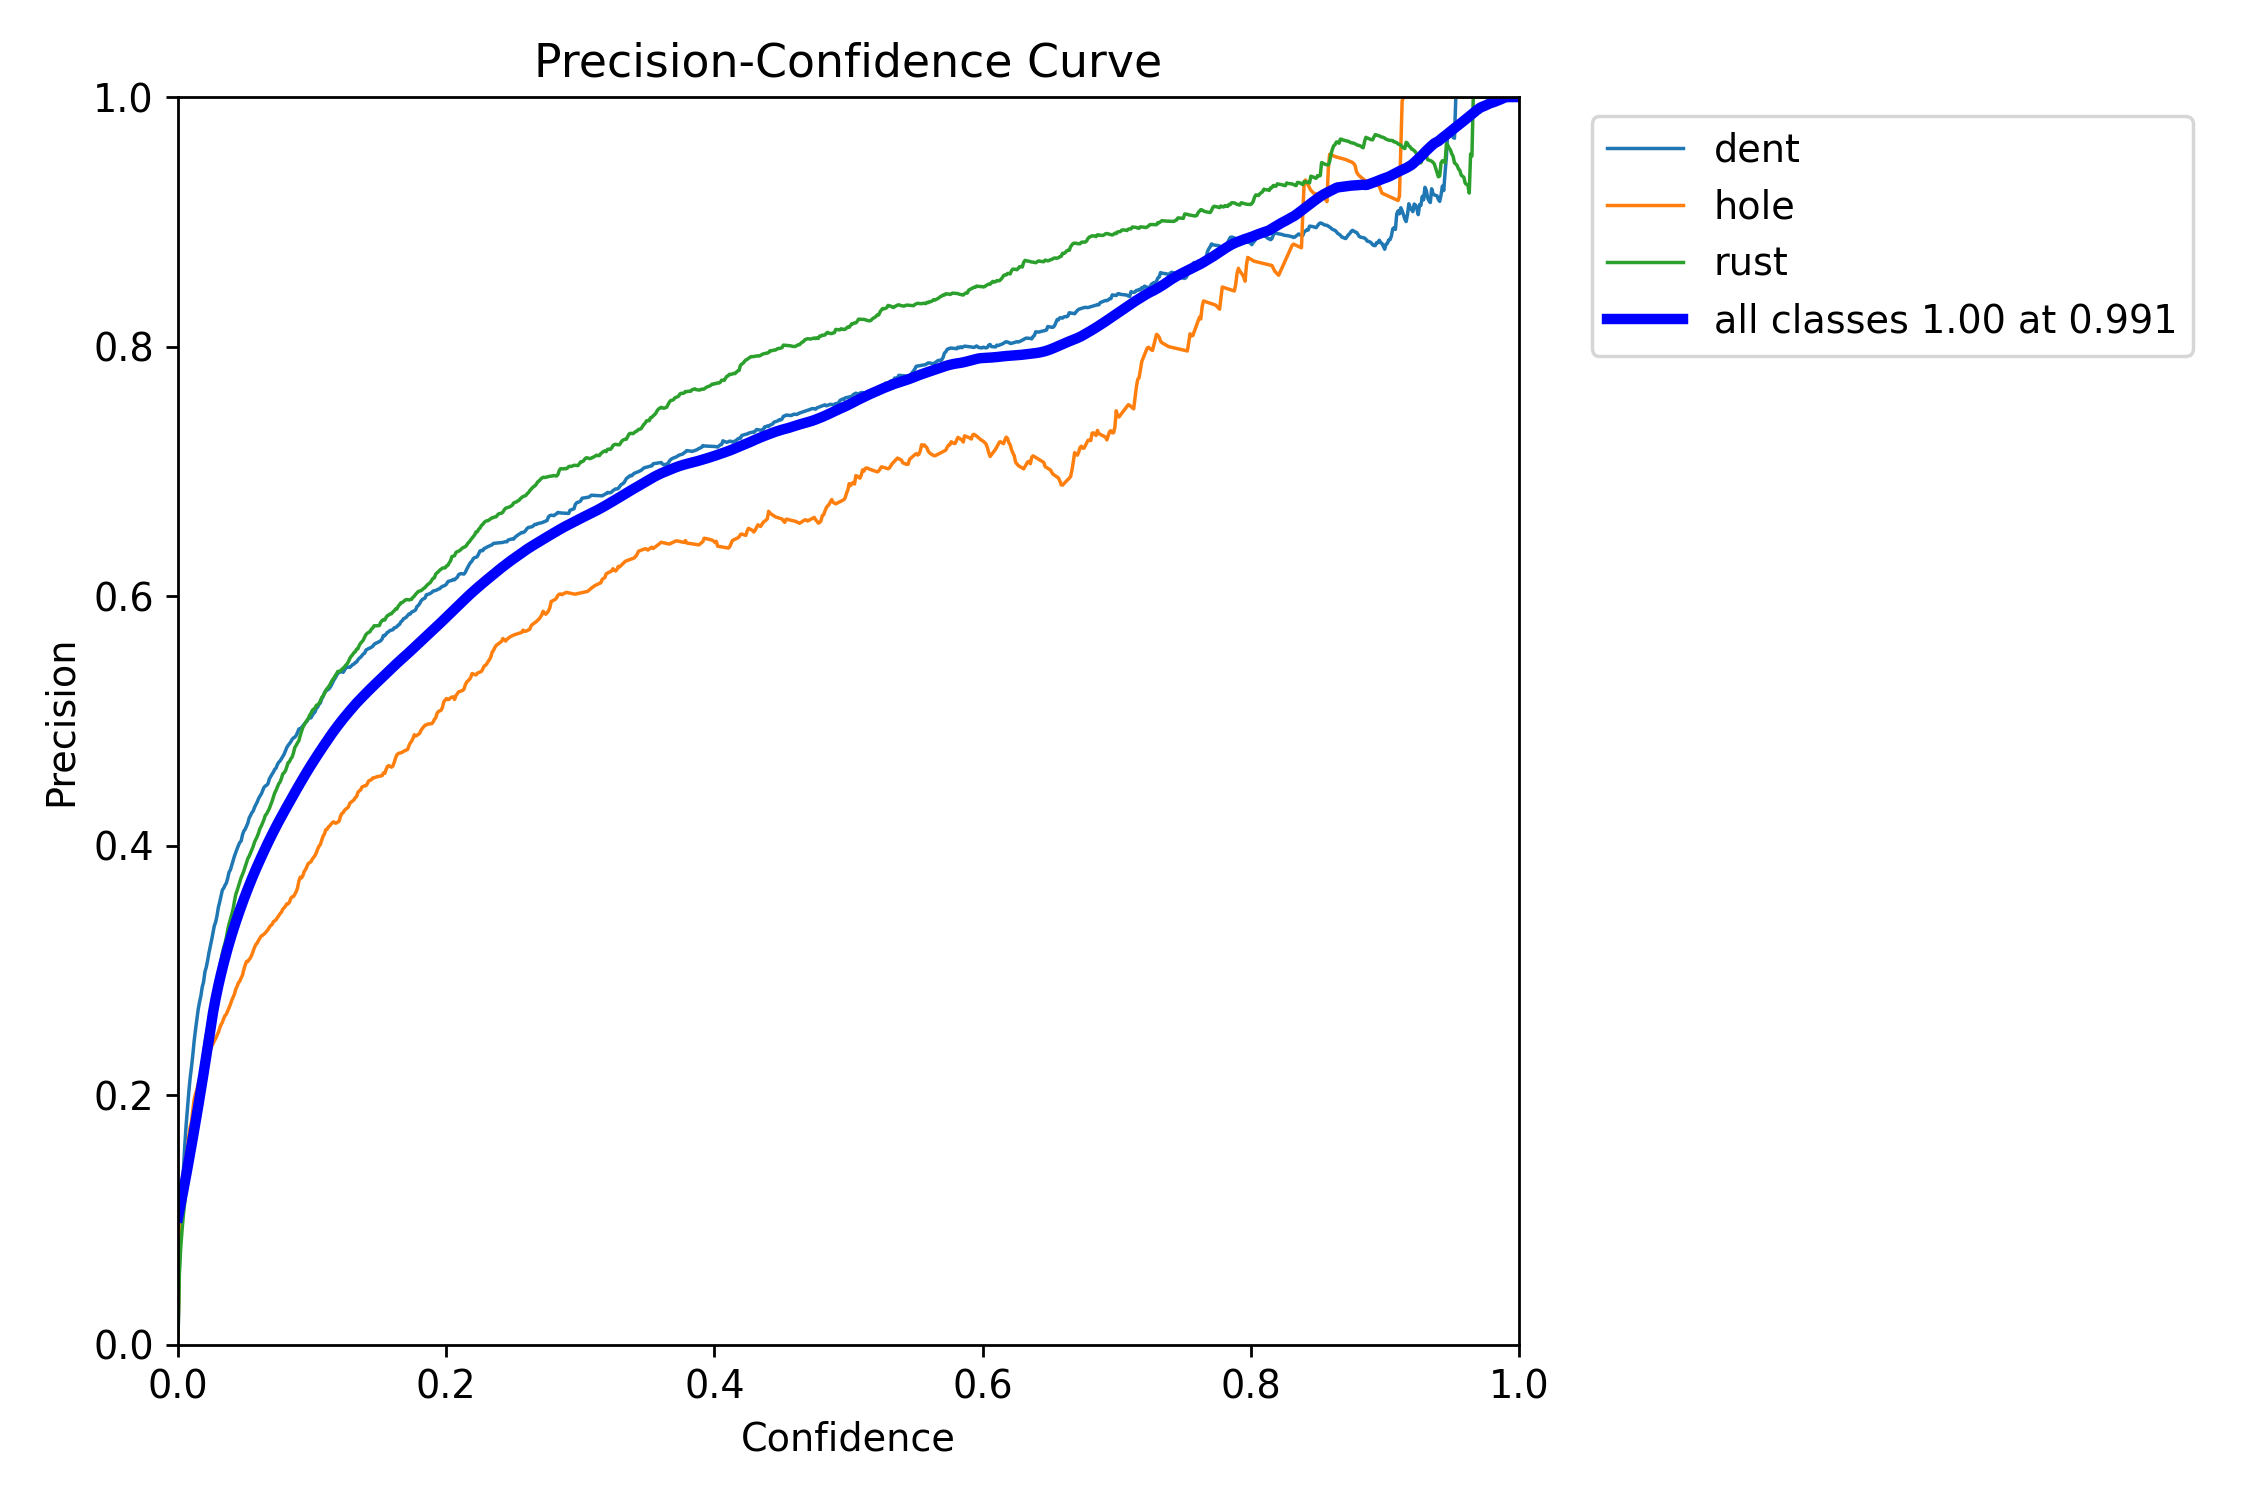 Precision-Confidence Curve
1.0
0.8
0.6
0.4
0.2
0.0
Precision
0.0 0.2 0.4 0.6 0.8 1.0
Confidence
dent
hole
rust
all classes 1.00 at 0.991